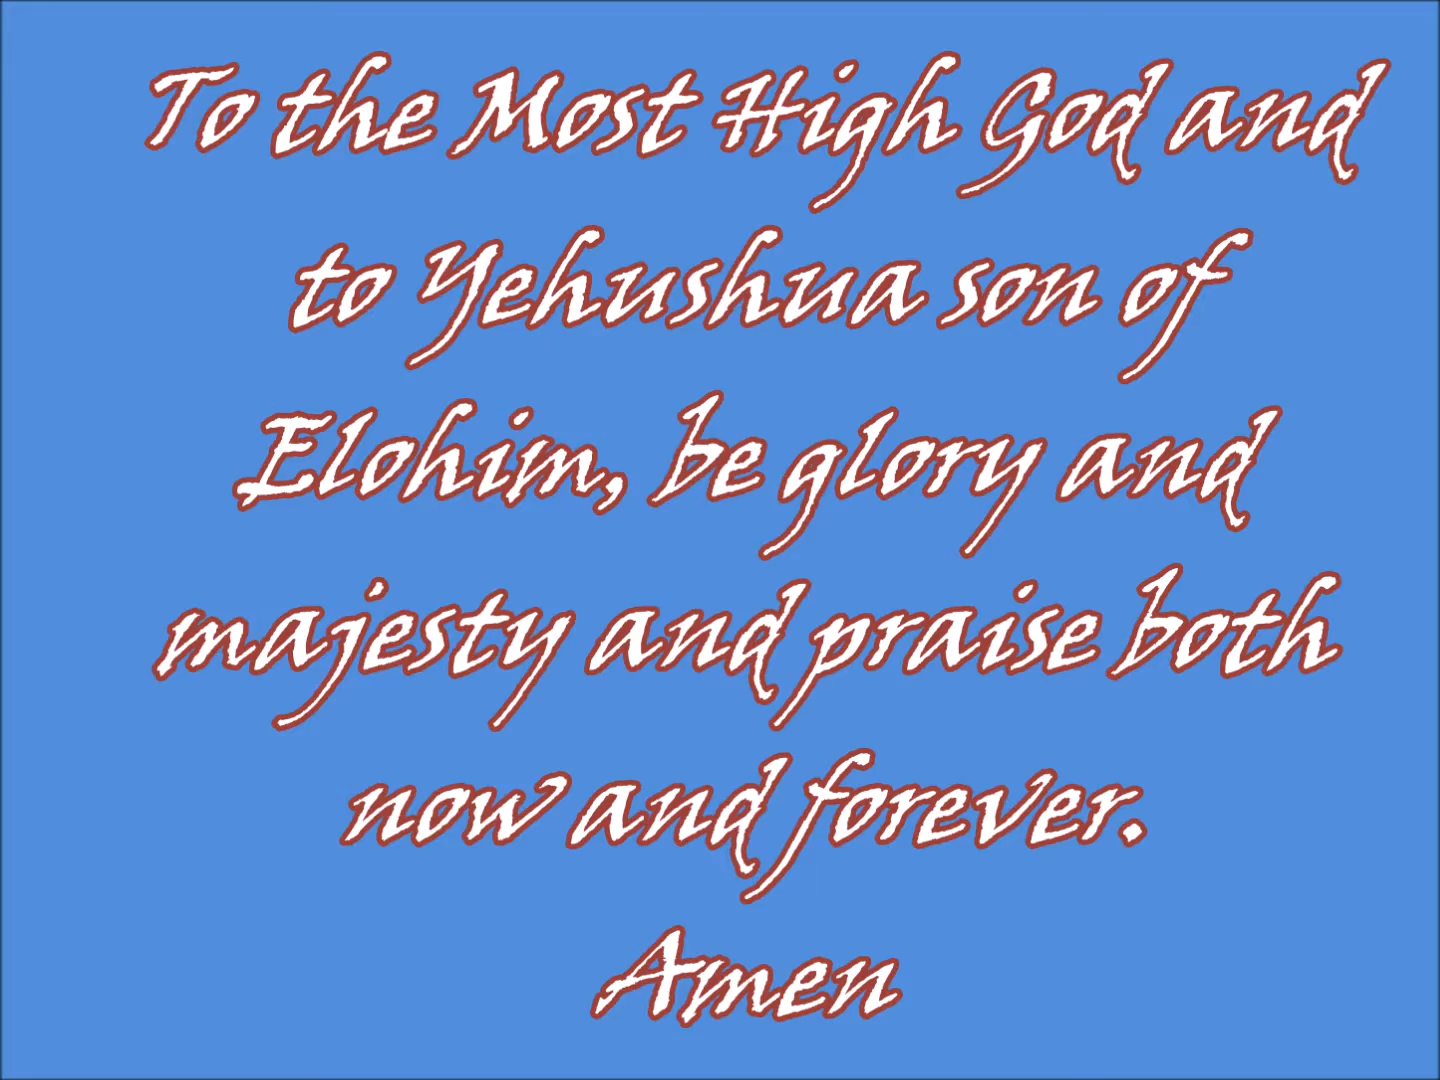 To the Most High God and
to Yehushua son of
Elohim, be glory and
majesty and praise both
now and forever.
Amen